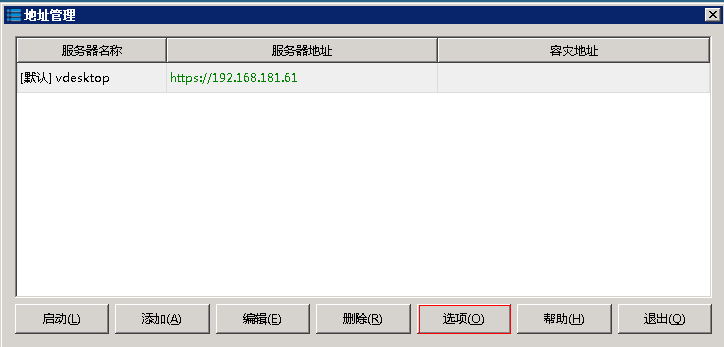 地址管理
服务器名称 服务器地址 容灾地址
[默认] vdesktop https://192.168.181.61
启动(L) 添加(A) 编辑(E) 删除(R) 选项(O) 帮助(H) 退出(Q)